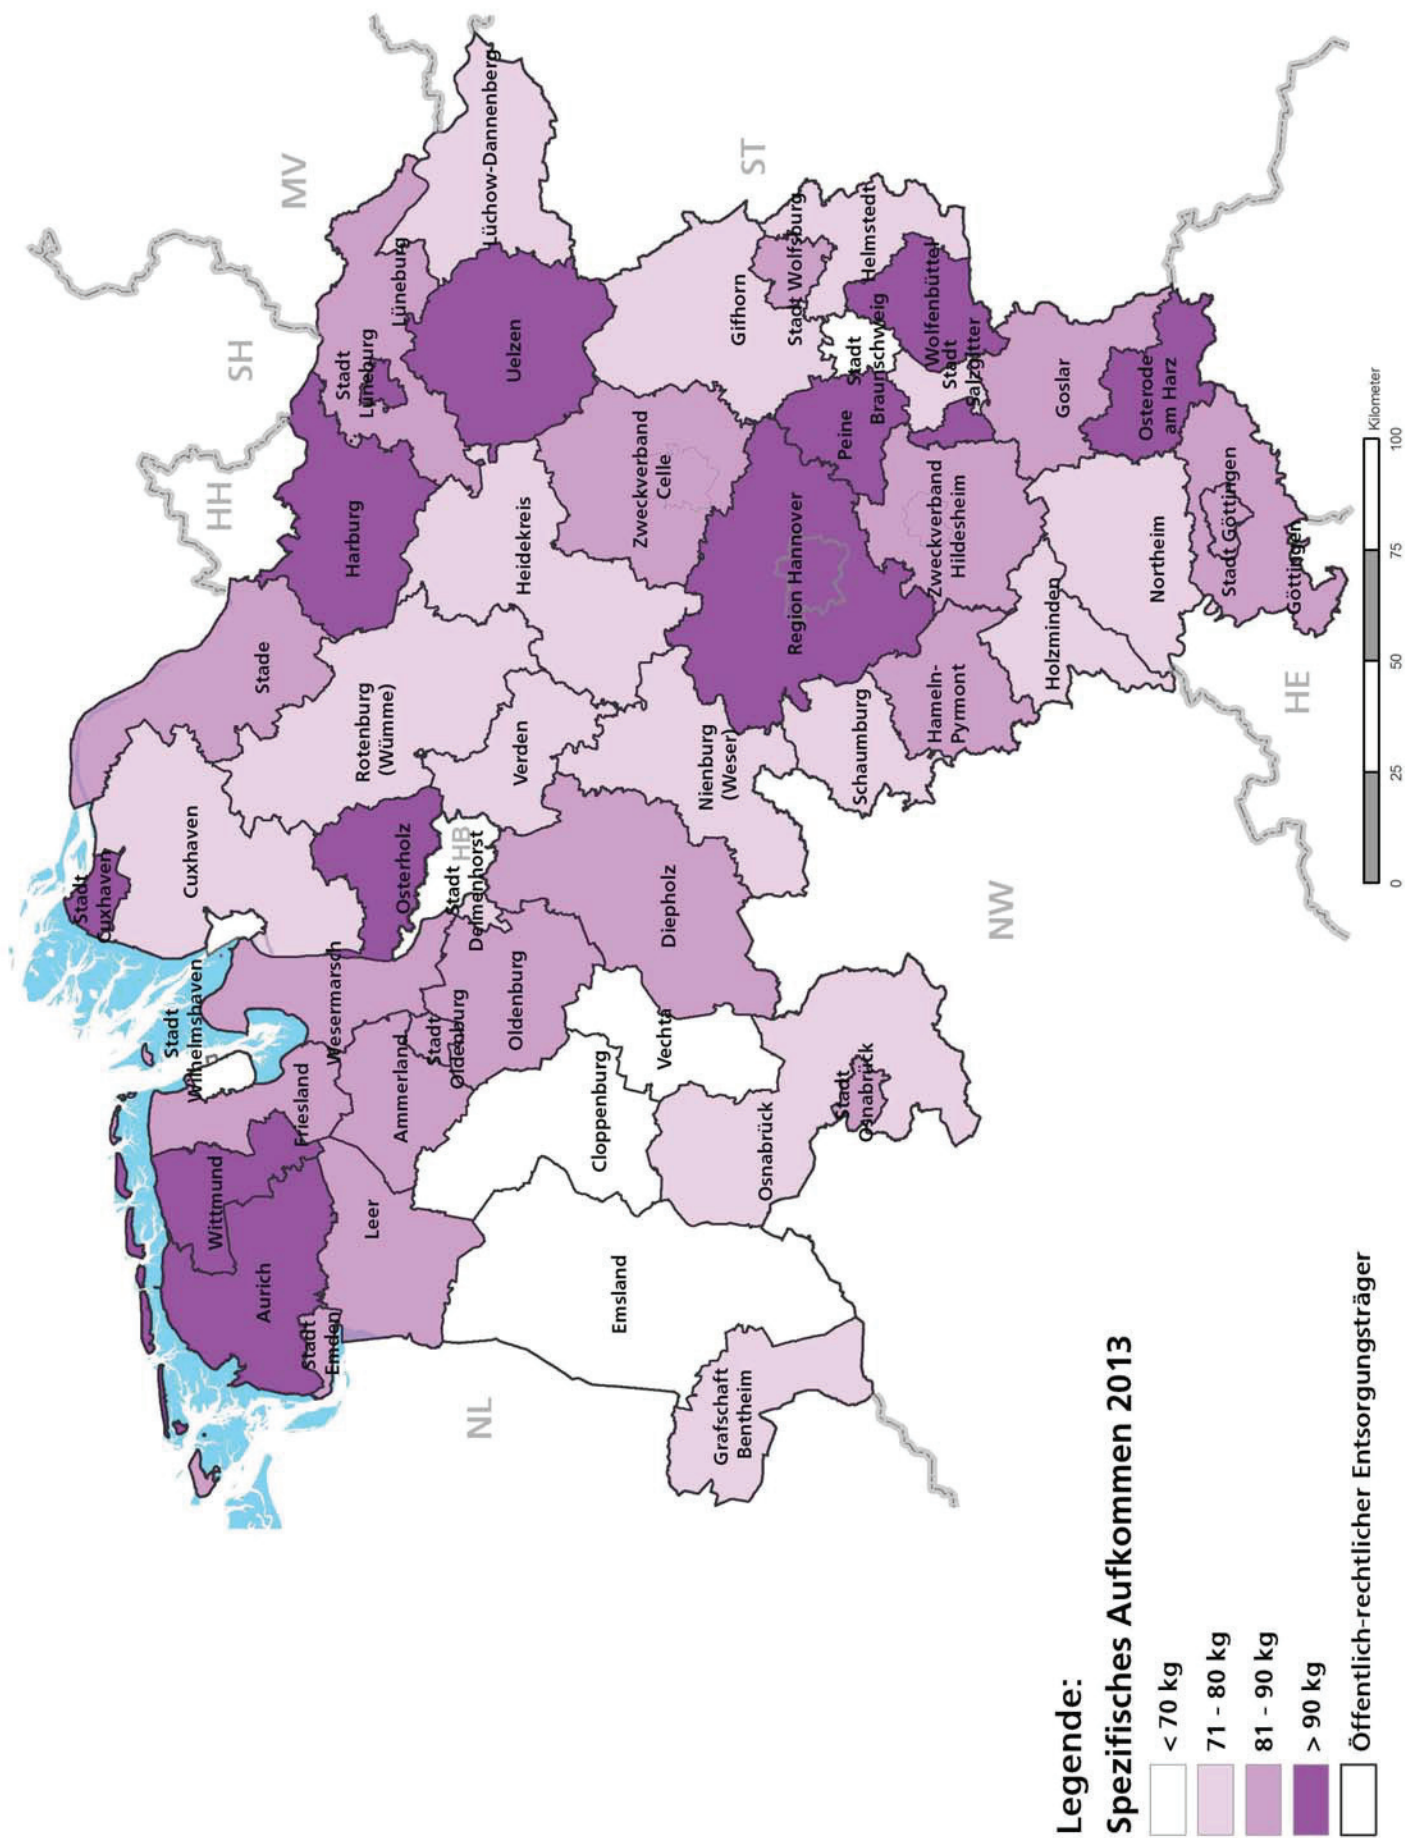 MV
SH
HH
ST
HB
NL
NW
HE
Stadt
Cuxhaven
Cuxhaven
Stade
Harburg
Stadt
Lüneburg
Lüneburg
Lüchow-Dannenberg
Uelzen
Stadt
Wilhelmshaven
Wittmund
Aurich
Stadt
Emden
Friesland
Wesermarsch
Leer
Ammerland
Stadt
Oldenburg
Oldenburg
Osterholz
Stadt
Delmenhorst
Rotenburg
(Wümme)
Verden
Heidekreis
Zweckverband
Celle
Gifhorn
Stadt Wolfsburg
Helmstedt
Emsland
Cloppenburg
Vechta
Diepholz
Nienburg
(Weser)
Region Hannover
Peine
Stadt
Braunschweig
Wolfenbüttel
Stadt
Salzgitter
Grafschaft
Bentheim
Osnabrück
Stadt
Osnabrück
Schaumburg
Hameln-
Pyrmont
Zweckverband
Hildesheim
Goslar
Holzminden
Northeim
Osterode
am Harz
Stadt Göttingen
Göttingen
Legende:
Spezifisches Aufkommen 2013
< 70 kg
71 - 80 kg
81 - 90 kg
> 90 kg
Öffentlich-rechtlicher Entsorgungsträger
0
25
50
75
100
Kilometer